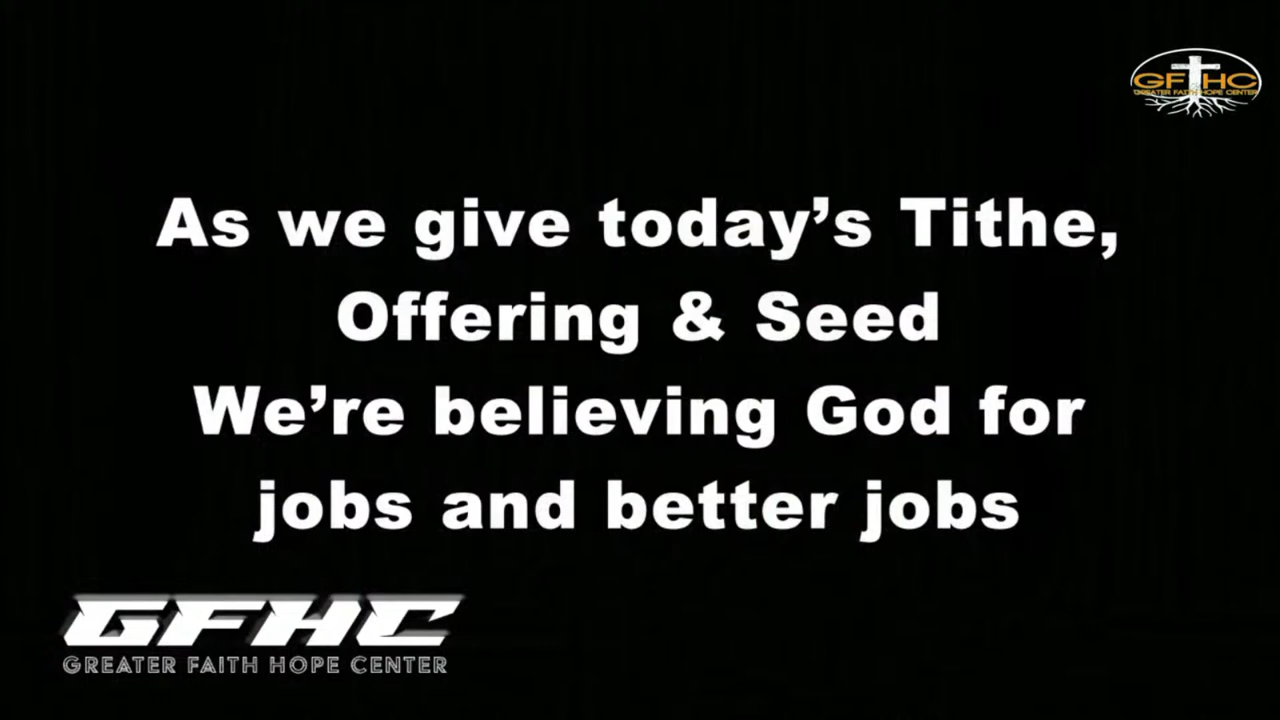 GFHC
GREATER FAITH HOPE CENTER
As we give today’s Tithe,
Offering & Seed
We’re believing God for
jobs and better jobs
GFHC
GREATER FAITH HOPE CENTER